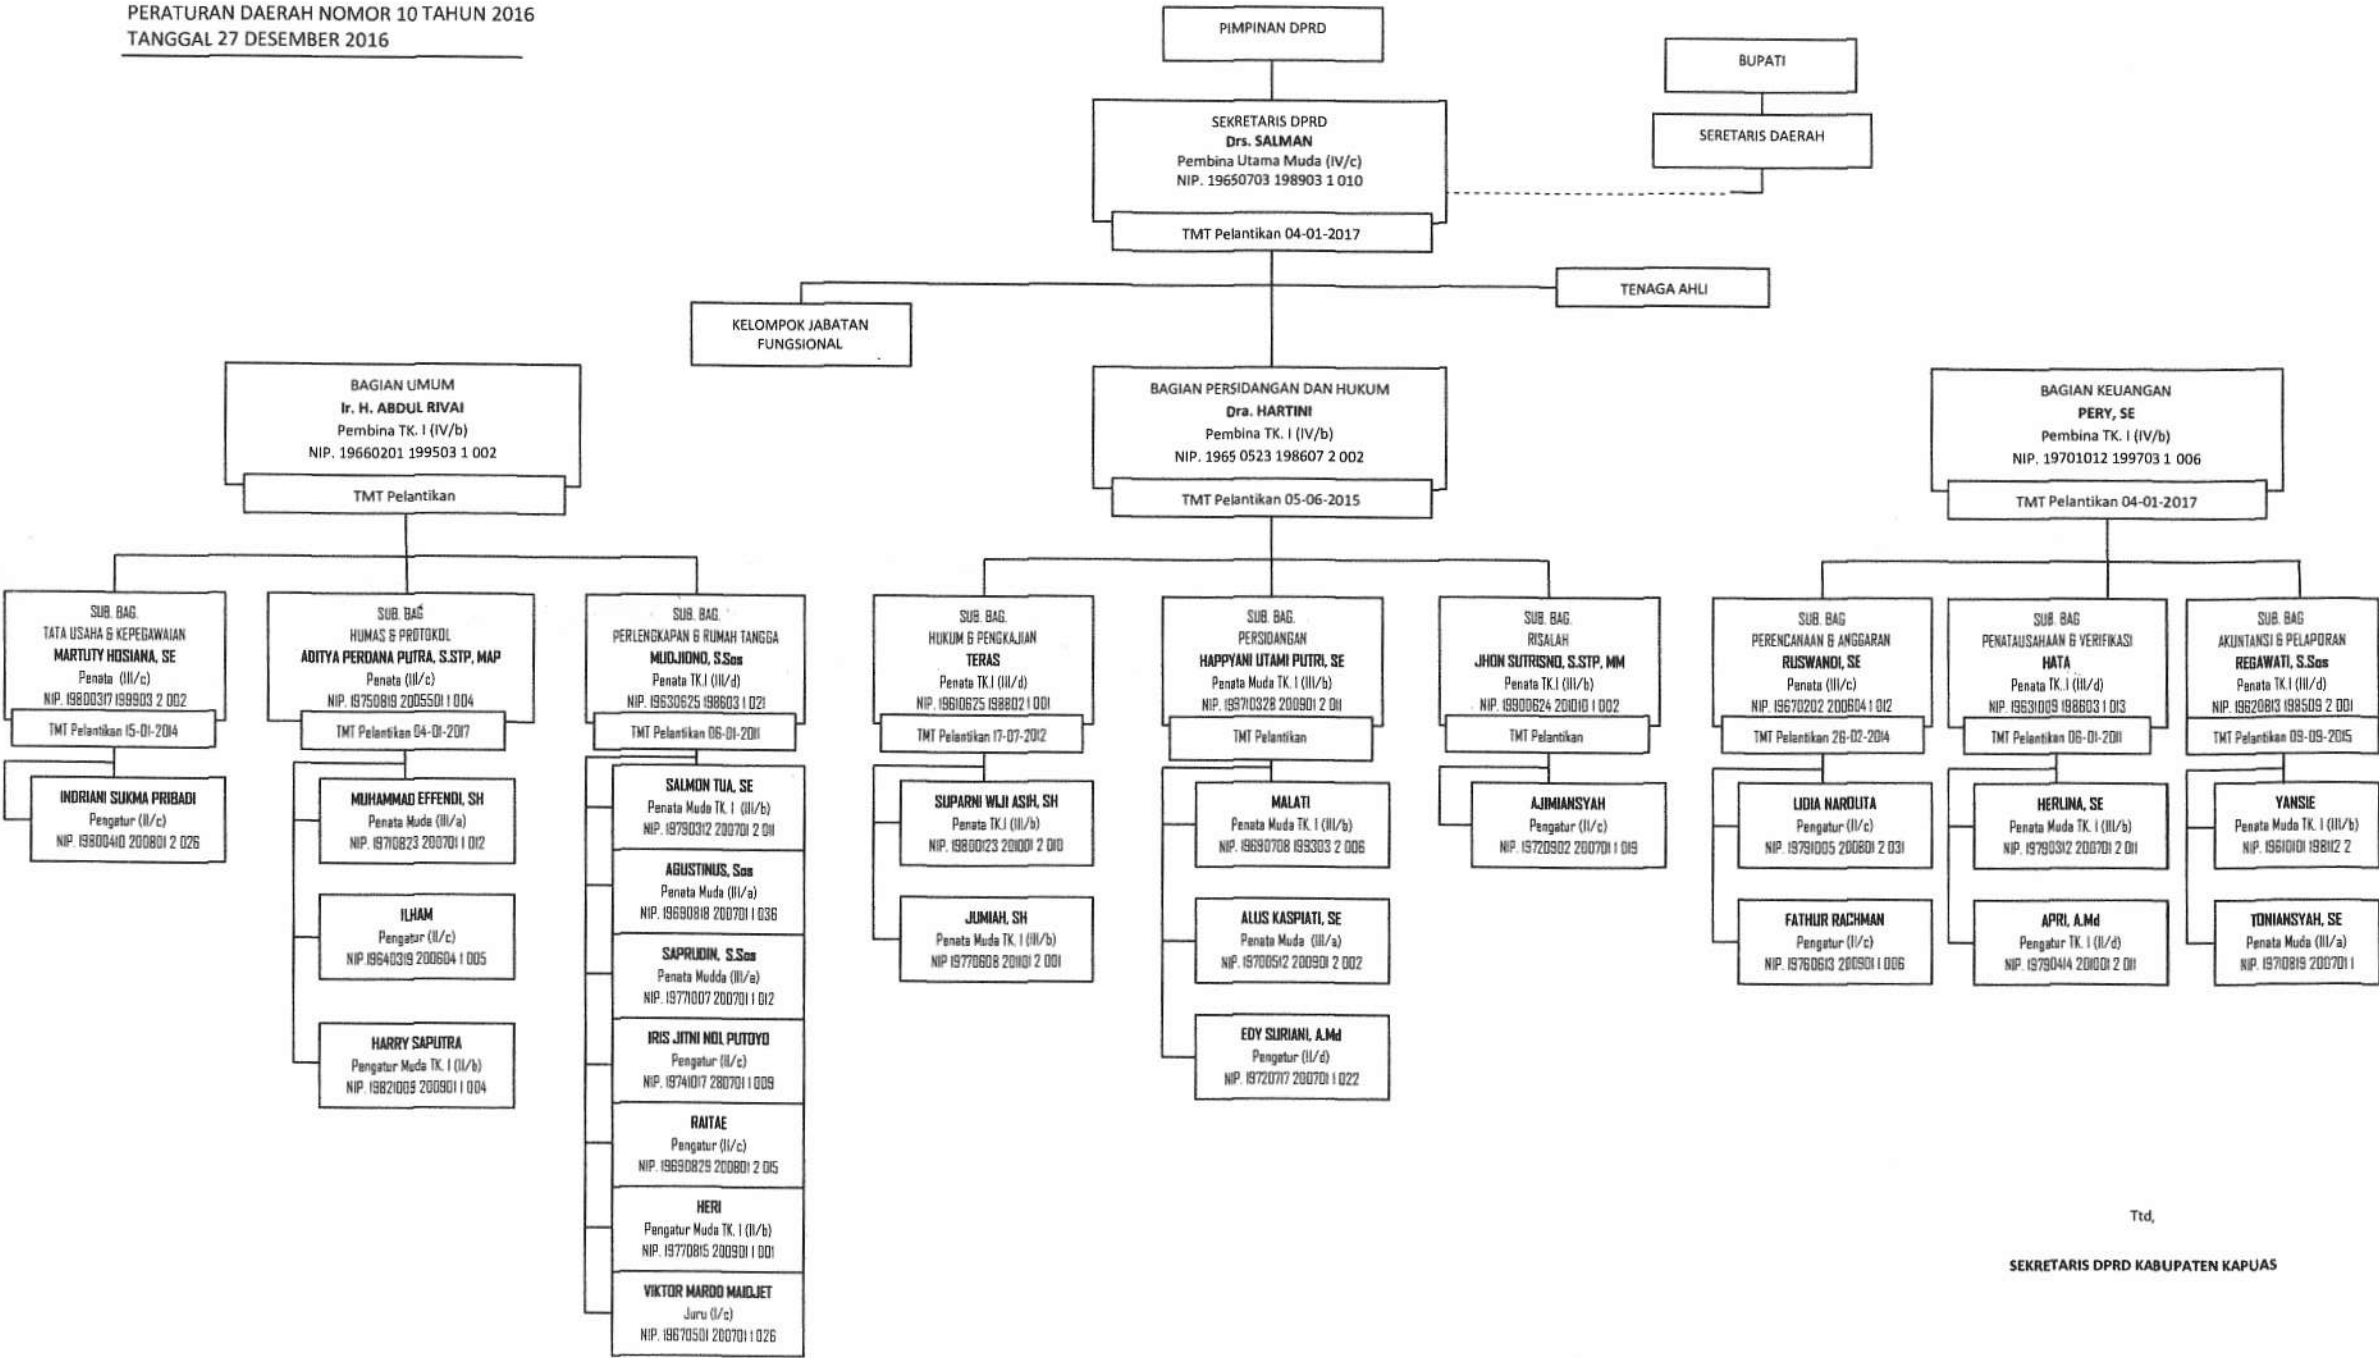 PERATURAN DAERAH NOMOR 10 TAHUN 2016
TANGGAL 27 DESEMBER 2016
PIMPINAN DPRD
BUPATI
SERETARIS DAERAH
SEKRETARIS DPRD
Drs. SALMAN
Pembina Utama Muda (IV/c)
NIP. 19650703 198903 1 010
TMT Pelantikan 04-01-2017
TENAGA AHLI
KELOMPOK JABATAN
FUNGSIONAL
BAGIAN UMUM
Ir. H. ABDUL RIVAI
Pembina TK. I (IV/b)
NIP. 19660201 199503 1 002
TMT Pelantikan
BAGIAN PERSIDANGAN DAN HUKUM
Dra. HARTINI
Pembina TK. I (IV/b)
NIP. 1965 0523 198607 2 002
TMT Pelantikan 05-06-2015
BAGIAN KEUANGAN
PERY, SE
Pembina TK. I (IV/b)
NIP. 19701012 199703 1 006
TMT Pelantikan 04-01-2017
SUB. BAG.
TATA USAHA & KEPEGAWAIAN
MARTUTY HOSIANA, SE
Penata (III/c)
NIP. 19800317 199903 2 002
TMT Pelantikan 15-01-2014
INDRIANI SUKMA PRIBADI
Pengatur (II/c)
NIP. 19800410 200801 2 026
SUB. BAG
HUMAS & PROTOKOL
ADITYA PERDANA PUTRA, S.STP, MAP
Penata (III/c)
NIP. 19750819 2005501 1 004
TMT Pelantikan 04-01-2017
MUHAMMAD EFFENDI, SH
Penata Muda (III/a)
NIP. 19710823 200701 1 012
ILHAM
Pengatur (II/c)
NIP.19640319 200604 1 005
HARRY SAPUTRA
Pengatur Muda TK. I (II/b)
NIP. 19821009 200901 1 004
SUB. BAG.
PERLENGKAPAN & RUMAH TANGGA
MUDJIONO, S.Sos
Penata TK.I (III/d)
NIP. 19630625 198603 1 021
TMT Pelantikan 06-01-2011
SALMON TUA, SE
Penata Muda TK. I (III/b)
NIP. 19790312 200701 2 011
AGUSTINUS, Sos
Penata Muda (III/a)
NIP. 19690818 200701 1 036
SAPRUDIN, S.Sos
Penata Mudda (III/a)
NIP. 19771007 200701 1 012
IRIS JITNI NOL PUTOYO
Pengatur (II/c)
NIP. 19741017 280701 1 009
RAITAE
Pengatur (II/c)
NIP. 19690829 200801 2 015
HERI
Pengatur Muda TK. I (II/b)
NIP. 19770815 200901 1 001
VIKTOR MARDO MAIDJET
Juru (I/c)
NIP. 19670501 200701 1 026
SUB. BAG.
HUKUM & PENGKAJIAN
TERAS
Penata TK.I (III/d)
NIP. 19610625 198802 1 001
TMT Pelantikan 17-07-2012
SUPARNI WIJI ASIH, SH
Penata TK.I (III/b)
NIP. 19800123 201001 2 010
JUMIAH, SH
Penata Muda TK. I (III/b)
NIP 19770608 201101 2 001
SUB. BAG.
PERSIDANGAN
HAPPYANI UTAMI PUTRI, SE
Penata Muda TK. I (III/b)
NIP. 199710328 200901 2 011
TMT Pelantikan
MALATI
Penata Muda TK. I (III/b)
NIP. 19690708 199303 2 006
ALUS KASPIATI, SE
Penata Muda (III/a)
NIP. 19700512 200901 2 002
EDY SURIANI, A.Md
Pengatur (II/d)
NIP. 19720717 200701 1 022
SUB. BAG.
RISALAH
JHON SUTRISNO, S.STP, MM
Penata TK.I (III/b)
NIP. 19900624 201010 1 002
TMT Pelantikan
AJIMIANSYAH
Pengatur (II/c)
NIP. 19720902 200701 1 019
SUB. BAG
PERENCANAAN & ANGGARAN
RUSWANDI, SE
Penata (III/c)
NIP. 19670202 200604 1 012
TMT Pelantikan 26-02-2014
LIDIA NAROLITA
Pengatur (II/c)
NIP. 19791005 200801 2 031
FATHUR RACHMAN
Pengatur (II/c)
NIP. 19760613 200901 1 006
SUB. BAG
PENATAUSAHAAN & VERIFIKASI
HATA
Penata TK. I (III/d)
NIP. 19631009 198603 1 013
TMT Pelantikan 06-01-2011
HERLINA, SE
Penata Muda TK. I (III/b)
NIP. 19790312 200701 2 011
APRI, A.Md
Pengatur TK. I (II/d)
NIP. 19790414 201001 2 011
SUB. BAG
AKUNTANSI & PELAPORAN
REGAWATI, S.Sos
Penata TK.I (III/d)
NIP. 19620813 198509 2 001
TMT Pelantikan 09-09-2015
YANSIE
Penata Muda TK. I (III/b)
NIP. 19610101 198112 2
TONIANSYAH, SE
Penata Muda (III/a)
NIP. 19710819 200701 1
Ttd,
SEKRETARIS DPRD KABUPATEN KAPUAS